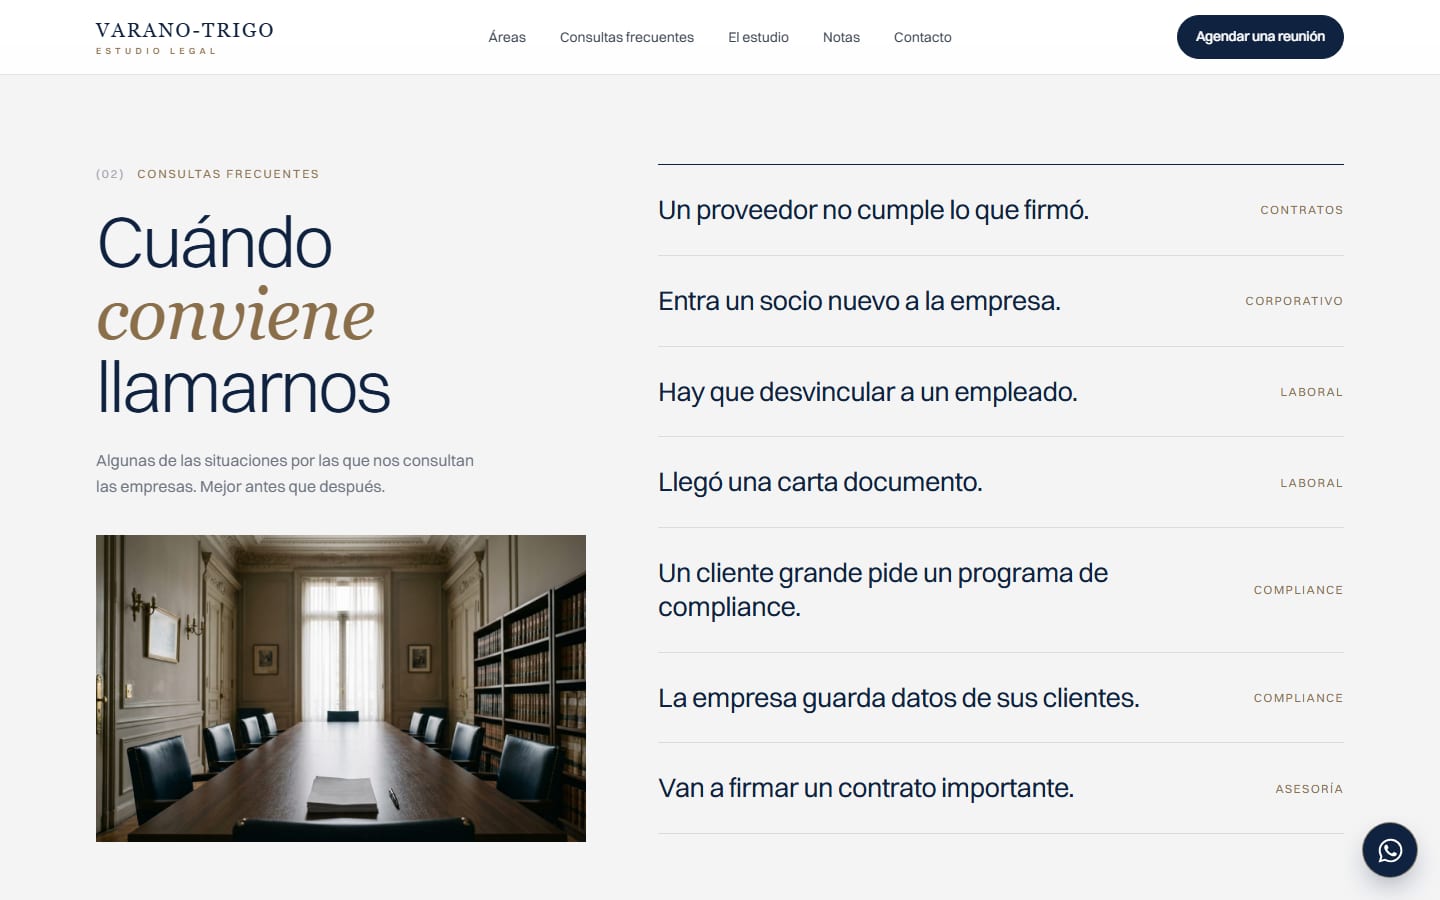 VARANO-TRIGO
ESTUDIO LEGAL
Áreas
Consultas frecuentes
El estudio
Notas
Contacto
Agendar una reunión
(02) CONSULTAS FRECUENTES
Cuándo
conviene
llamarnos
Algunas de las situaciones por las que nos consultan
las empresas. Mejor antes que después.
Un proveedor no cumple lo que firmó.
CONTRATOS
Entra un socio nuevo a la empresa.
CORPORATIVO
Hay que desvincular a un empleado.
LABORAL
Llegó una carta documento.
LABORAL
Un cliente grande pide un programa de
compliance.
COMPLIANCE
La empresa guarda datos de sus clientes.
COMPLIANCE
Van a firmar un contrato importante.
ASESORÍA